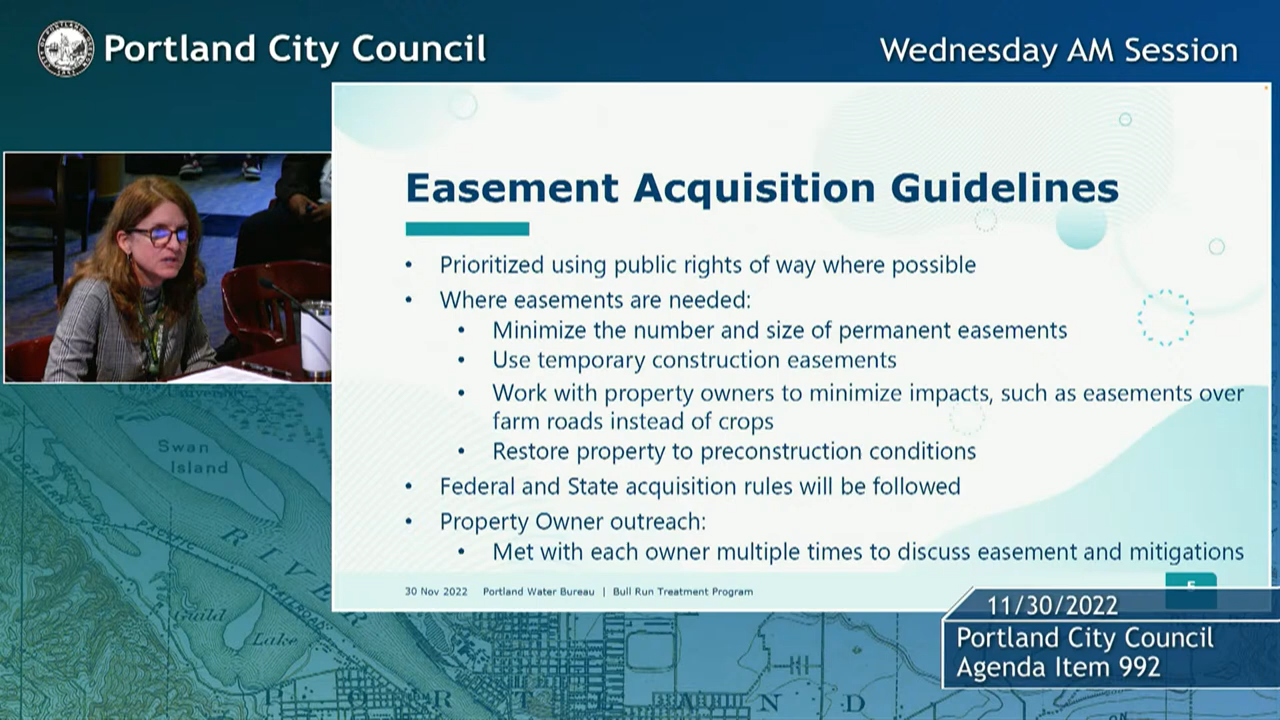 Portland City Council
Wednesday AM Session
Easement Acquisition Guidelines
• Prioritized using public rights of way where possible
• Where easements are needed:
• Minimize the number and size of permanent easements
• Use temporary construction easements
• Work with property owners to minimize impacts, such as easements over
farm roads instead of crops
• Restore property to preconstruction conditions
• Federal and State acquisition rules will be followed
• Property Owner outreach:
• Met with each owner multiple times to discuss easement and mitigations
30 Nov 2022 Portland Water Bureau | Bull Run Treatment Program
5
11/30/2022
Portland City Council
Agenda Item 992
Swan
Island
NORTHERN
PACIFIC
RAILROAD
RIVER
Guild
Lake